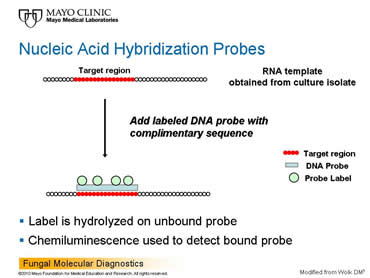 MAYO CLINIC
Mayo Medical Laboratories
Nucleic Acid Hybridization Probes
Target region
RNA template
obtained from culture isolate
Add labeled DNA probe with
complimentary sequence
Target region
DNA Probe
Probe Label
▪ Label is hydrolyzed on unbound probe
▪ Chemiluminescence used to detect bound probe
Fungal Molecular Diagnostics
©2010 Mayo Foundation for Medical Education and Research. All rights reserved.
Modified from Wolk DM